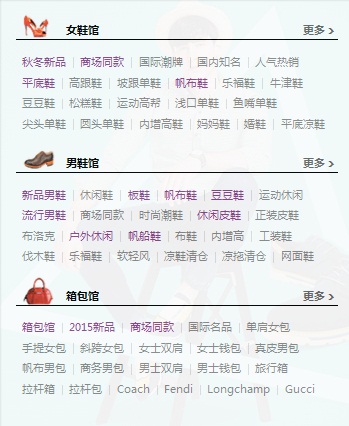 女鞋馆 更多 >
秋冬新品 | 商场同款 | 国际潮牌 | 国内知名 | 人气热销
平底鞋 | 高跟鞋 | 坡跟单鞋 | 帆布鞋 | 乐福鞋 | 牛津鞋
豆豆鞋 | 松糕鞋 | 运动高帮 | 浅口单鞋 | 鱼嘴单鞋
尖头单鞋 | 圆头单鞋 | 内增高鞋 | 妈妈鞋 | 婚鞋 | 平底凉鞋
男鞋馆 更多 >
新品男鞋 | 休闲鞋 | 板鞋 | 帆布鞋 | 豆豆鞋 | 运动休闲
流行男鞋 | 商场同款 | 时尚潮鞋 | 休闲皮鞋 | 正装皮鞋
布洛克 | 户外休闲 | 帆船鞋 | 布鞋 | 内增高 | 工装鞋
伐木鞋 | 乐福鞋 | 软轻风 | 凉鞋清仓 | 凉拖清仓 | 网面鞋
箱包馆 更多 >
箱包馆 | 2015新品 | 商场同款 | 国际名品 | 单肩女包
手提女包 | 斜跨女包 | 女士双肩 | 女士钱包 | 真皮男包
帆布男包 | 商务男包 | 男士双肩 | 男士钱包 | 旅行箱
拉杆箱 | 拉杆包 | Coach | Fendi | Longchamp | Gucci